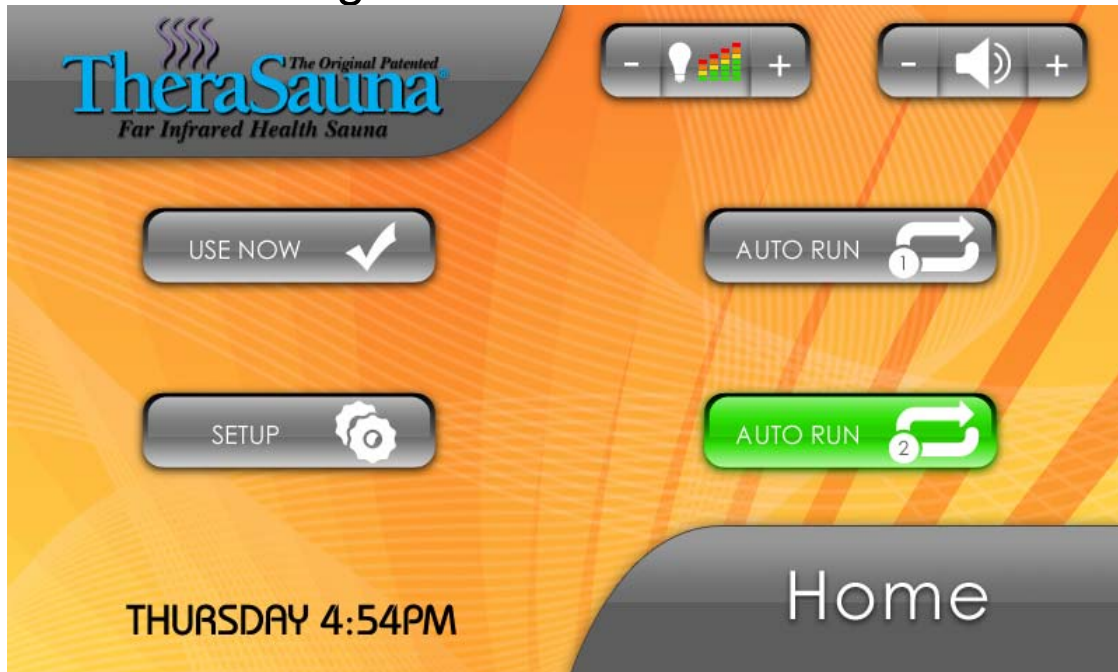 The Original Patented
TheraSauna®
Far Infrared Health Sauna
- +
- +
USE NOW
AUTO RUN 1
SETUP
AUTO RUN 2
THURSDAY 4:54PM
Home